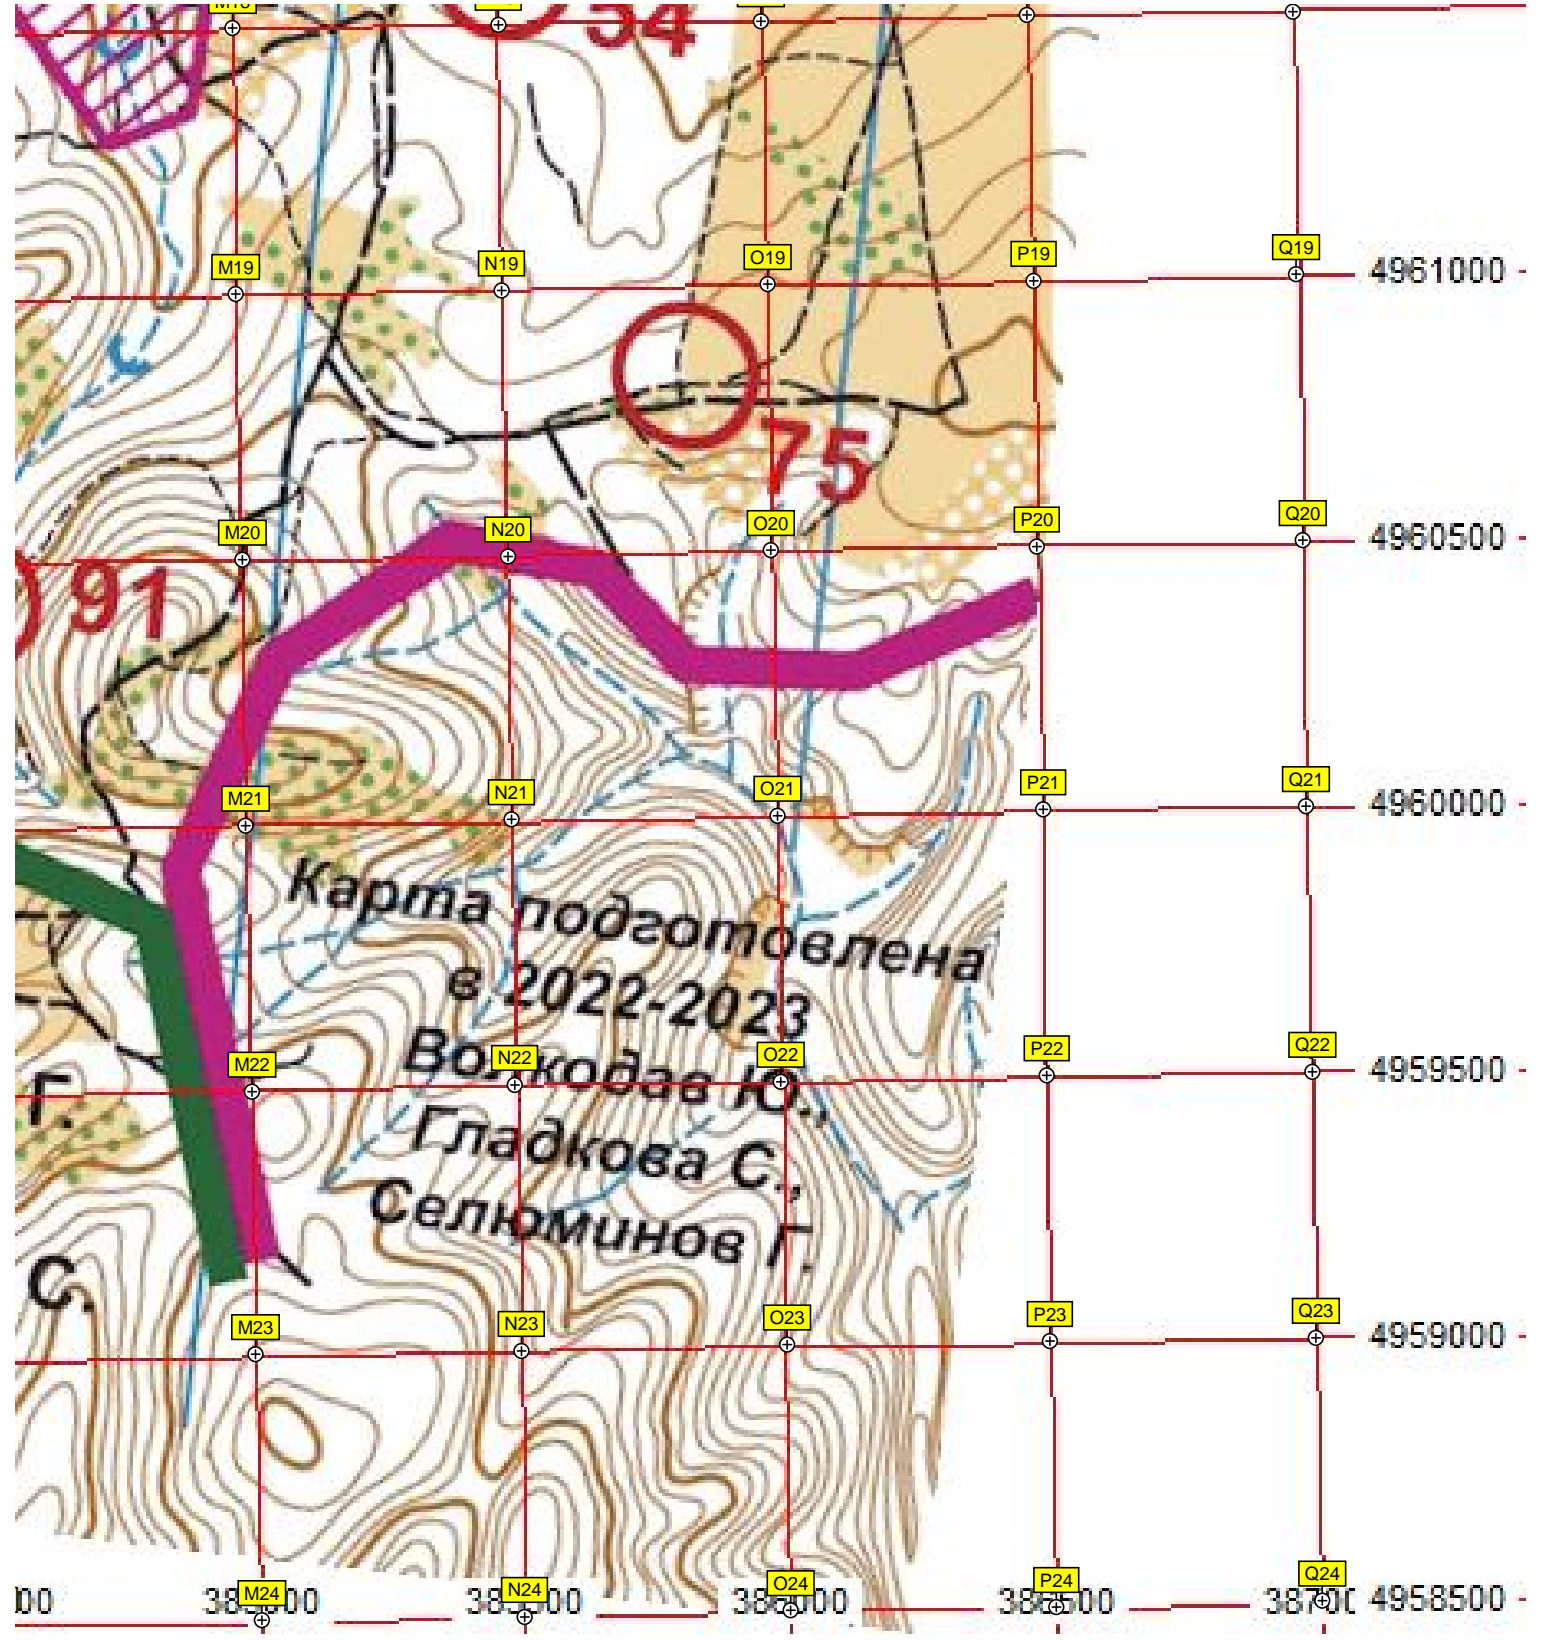 54
M19 N19 O19 P19 Q19
4961000
75
M20 N20 O20 P20 Q20
4960500
91
M21 N21 O21 P21 Q21
4960000
Карта подготовлена
в 2022-2023
Волкодав Ю.,
Гладкова С.,
Селюминов Г.
Г.
С.
M22 N22 O22 P22 Q22
4959500
M23 N23 O23 P23 Q23
4959000
M24 N24 O24 P24 Q24
4958500